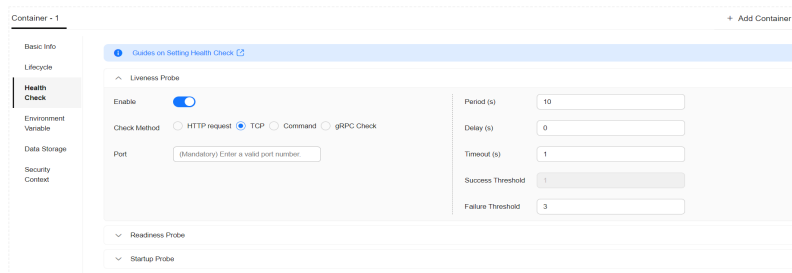 Container - 1
+ Add Container
Basic Info
Lifecycle
Health
Check
Environment
Variable
Data Storage
Security
Context
Guides on Setting Health Check
Liveness Probe
Enable
Check Method
HTTP request
TCP
Command
gRPC Check
Port
(Mandatory) Enter a valid port number.
Period (s)
10
Delay (s)
0
Timeout (s)
1
Success Threshold
1
Failure Threshold
3
Readiness Probe
Startup Probe